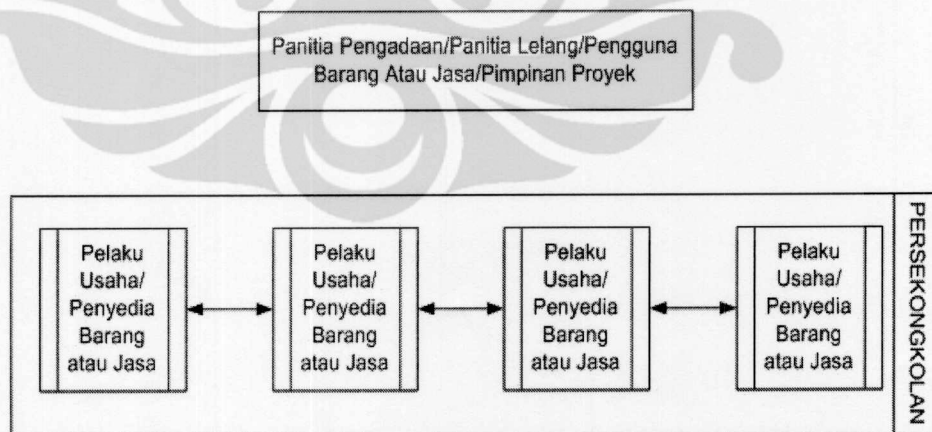 Panitia Pengadaan/Panitia Lelang/Pengguna
Barang Atau Jasa/Pimpinan Proyek
Pelaku
Usaha/
Penyedia
Barang
atau Jasa
Pelaku
Usaha/
Penyedia
Barang
atau Jasa
Pelaku
Usaha/
Penyedia
Barang
atau Jasa
Pelaku
Usaha/
Penyedia
Barang
atau Jasa
PERSEKONGKOLAN